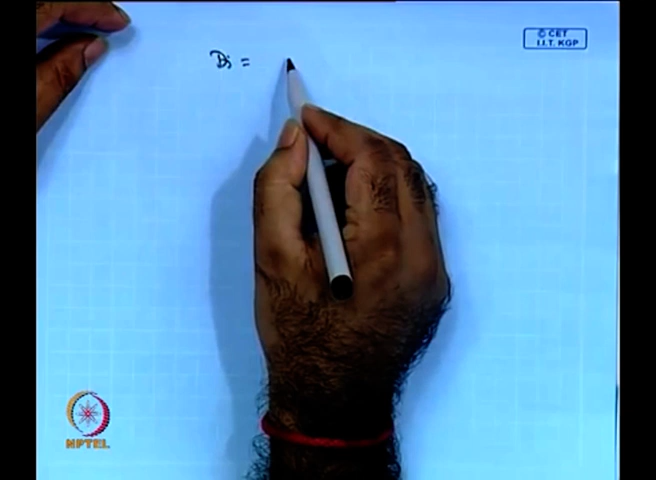 Di =
© CET
I.I.T. KGP
NPTEL